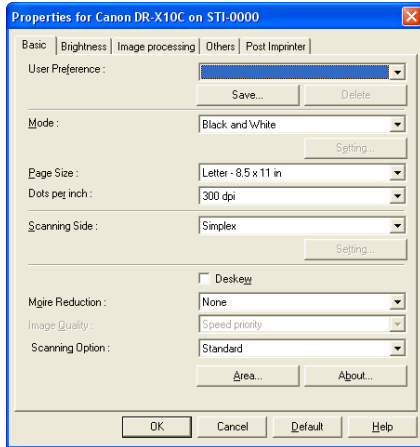 Properties for Canon DR-X10C on STI-0000
Basic Brightness Image processing Others Post Imprinter
User Preference :
Save... Delete
Mode : Black and White
Setting...
Page Size : Letter - 8.5 x 11 in
Dots per inch : 300 dpi
Scanning Side : Simplex
Setting...
Deskew
Moire Reduction : None
Image Quality : Speed priority
Scanning Option : Standard
Area... About...
OK Cancel Default Help